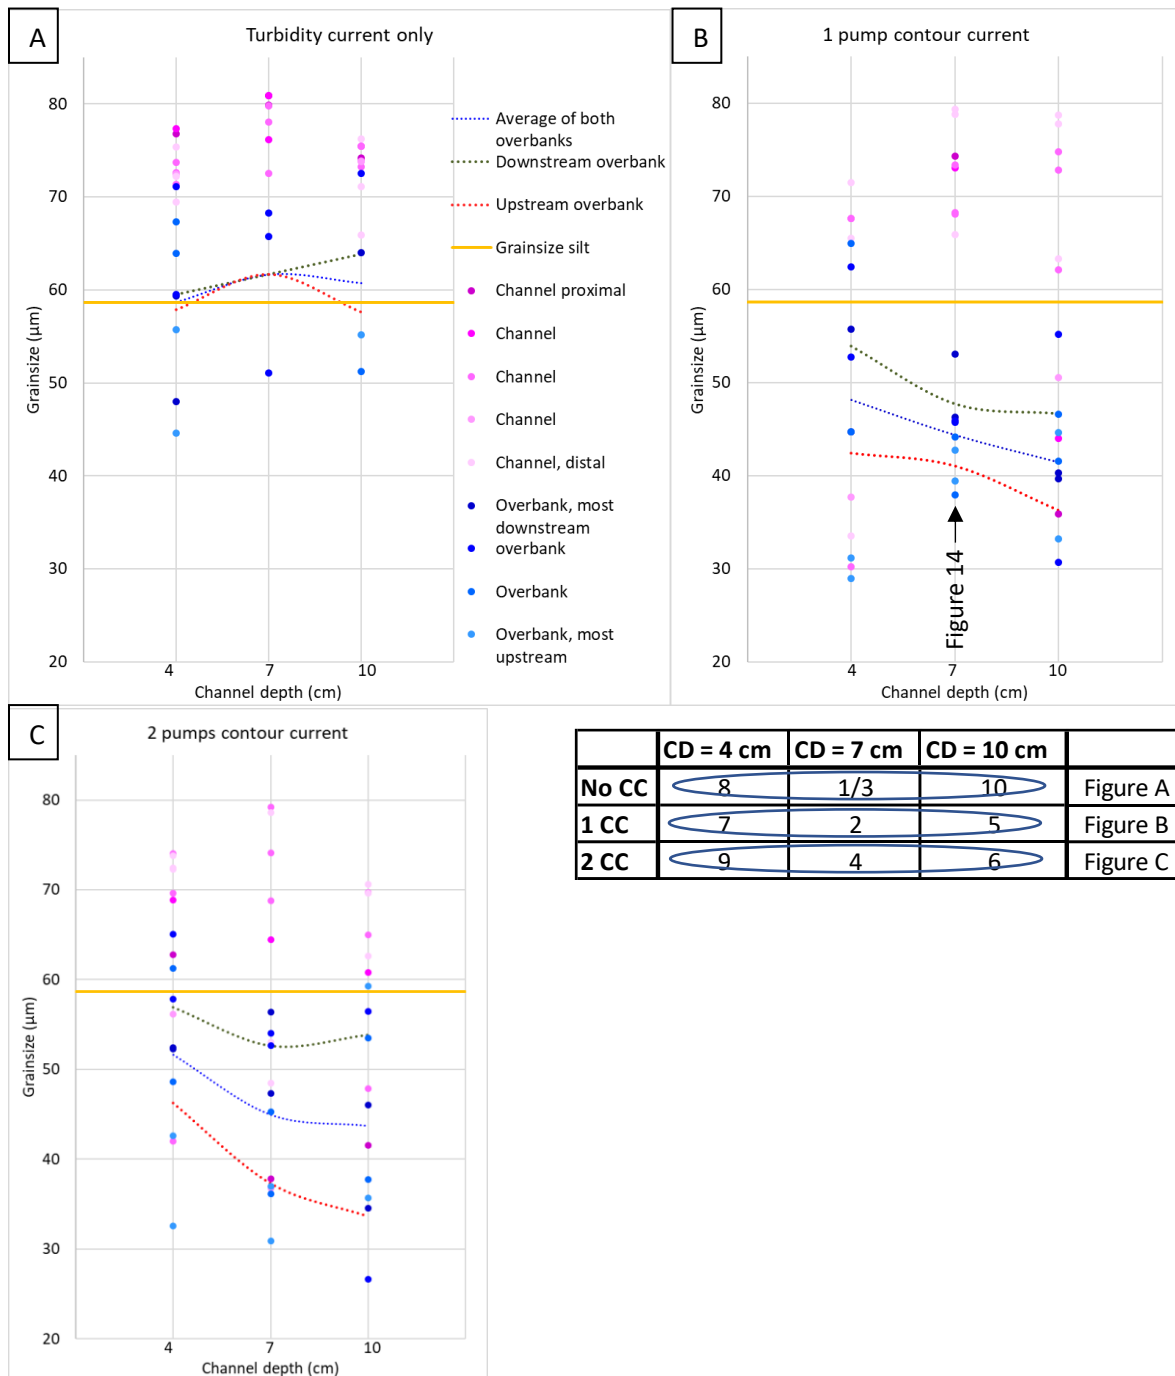 A
Turbidity current only
80
70
60
50
40
30
20
Grainsize (µm)
4
7
10
Channel depth (cm)
Average of both
overbanks
Downstream overbank
Upstream overbank
Grainsize silt
Channel proximal
Channel
Channel
Channel
Channel, distal
Overbank, most
downstream
overbank
Overbank
Overbank, most
upstream
B
1 pump contour current
80
70
60
50
40
30
20
Grainsize (µm)
Figure 14
4
7
10
Channel depth (cm)
C
2 pumps contour current
80
70
60
50
40
30
20
Grainsize (µm)
4
7
10
Channel depth (cm)
CD = 4 cm CD = 7 cm CD = 10 cm
No CC 8 1/3 10 Figure A
1 CC 7 2 5 Figure B
2 CC 9 4 6 Figure C